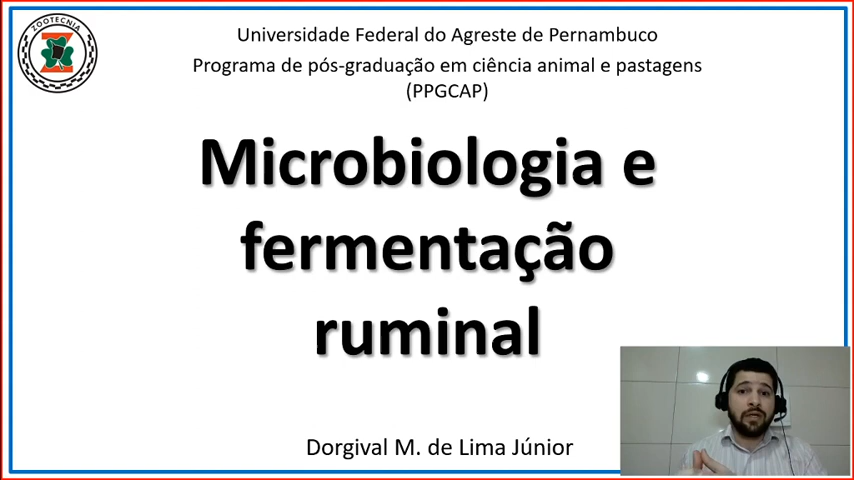 ZOOTECNIA
Universidade Federal do Agreste de Pernambuco
Programa de pós-graduação em ciência animal e pastagens
(PPGCAP)
Microbiologia e
fermentação
ruminal
Dorgival M. de Lima Júnior